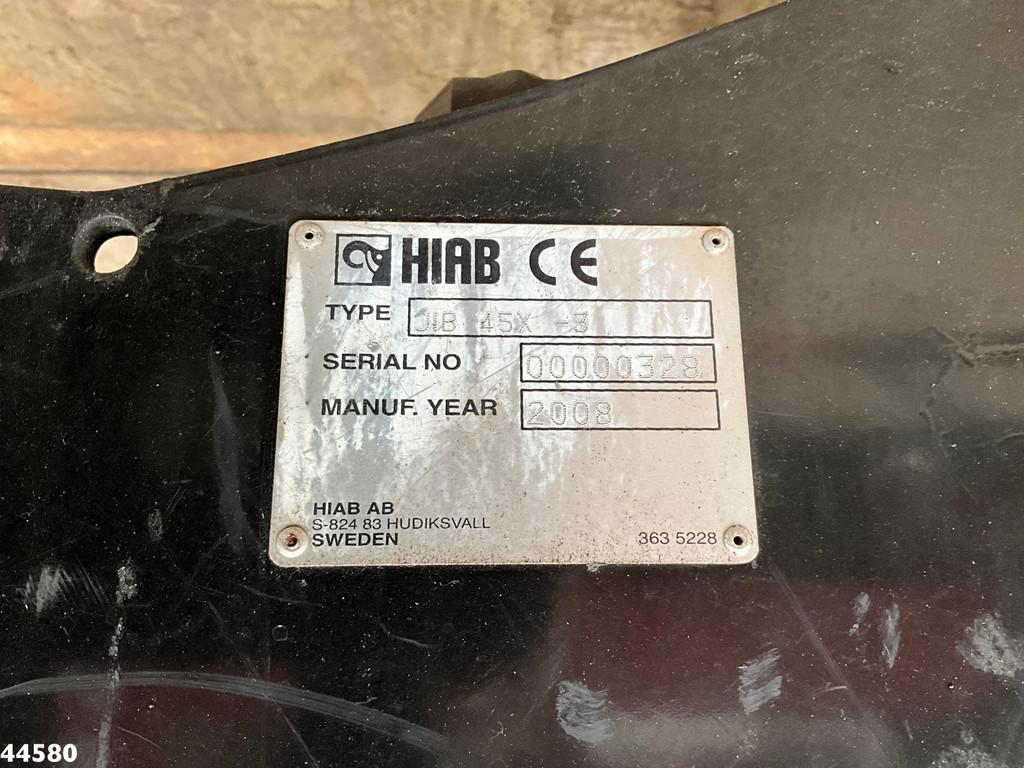 HIAB CE
TYPE JIB 45X -3
SERIAL NO 00000328
MANUF. YEAR 2008
HIAB AB
S-824 83 HUDIKSVALL
SWEDEN 363 5228
44580